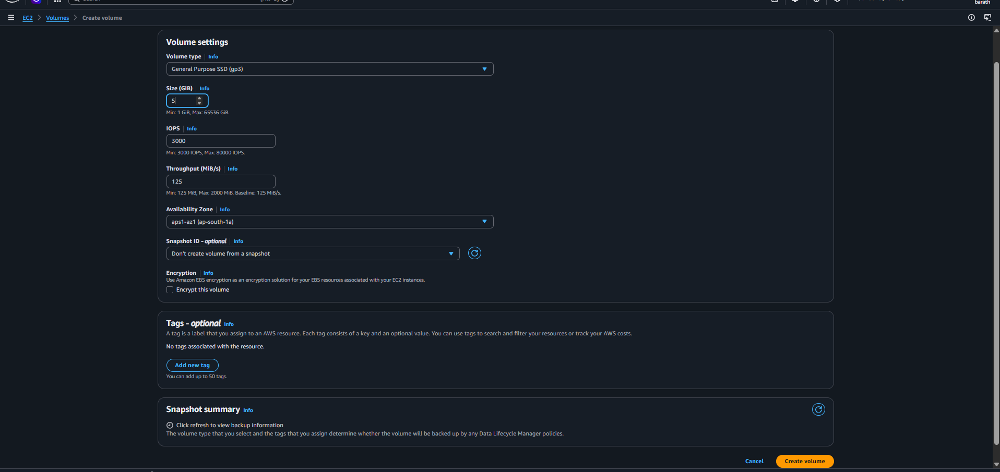 barath
EC2 > Volumes > Create volume
Volume settings
Volume type | Info
General Purpose SSD (gp3)
Size (GiB) | Info
5
Min: 1 GiB, Max: 65536 GiB.
IOPS | Info
3000
Min: 3000 IOPS, Max: 80000 IOPS.
Throughput (MiB/s) | Info
125
Min: 125 MiB, Max: 2000 MiB. Baseline: 125 MiB/s.
Availability Zone | Info
aps1-az1 (ap-south-1a)
Snapshot ID - optional | Info
Don't create volume from a snapshot
Encryption | Info
Use Amazon EBS encryption as an encryption solution for your EBS resources associated with your EC2 instances.
Encrypt this volume
Tags - optional Info
A tag is a label that you assign to an AWS resource. Each tag consists of a key and an optional value. You can use tags to search and filter your resources or track your AWS costs.
No tags associated with the resource.
Add new tag
You can add up to 50 tags.
Snapshot summary Info
Click refresh to view backup information
The volume type that you select and the tags that you assign determine whether the volume will be backed up by any Data Lifecycle Manager policies.
Cancel Create volume